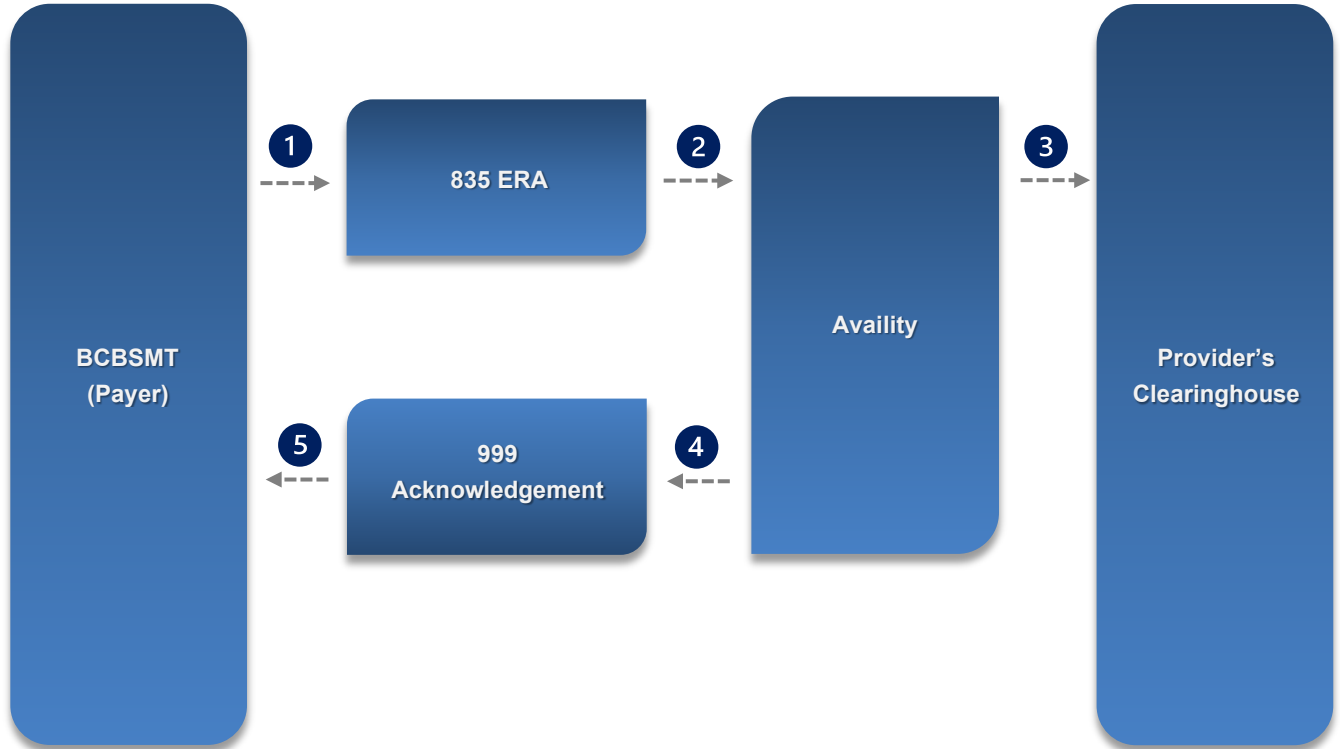 1
835 ERA
2
3
Availity
BCBSMT
(Payer)
Provider’s
Clearinghouse
5
999
Acknowledgement
4